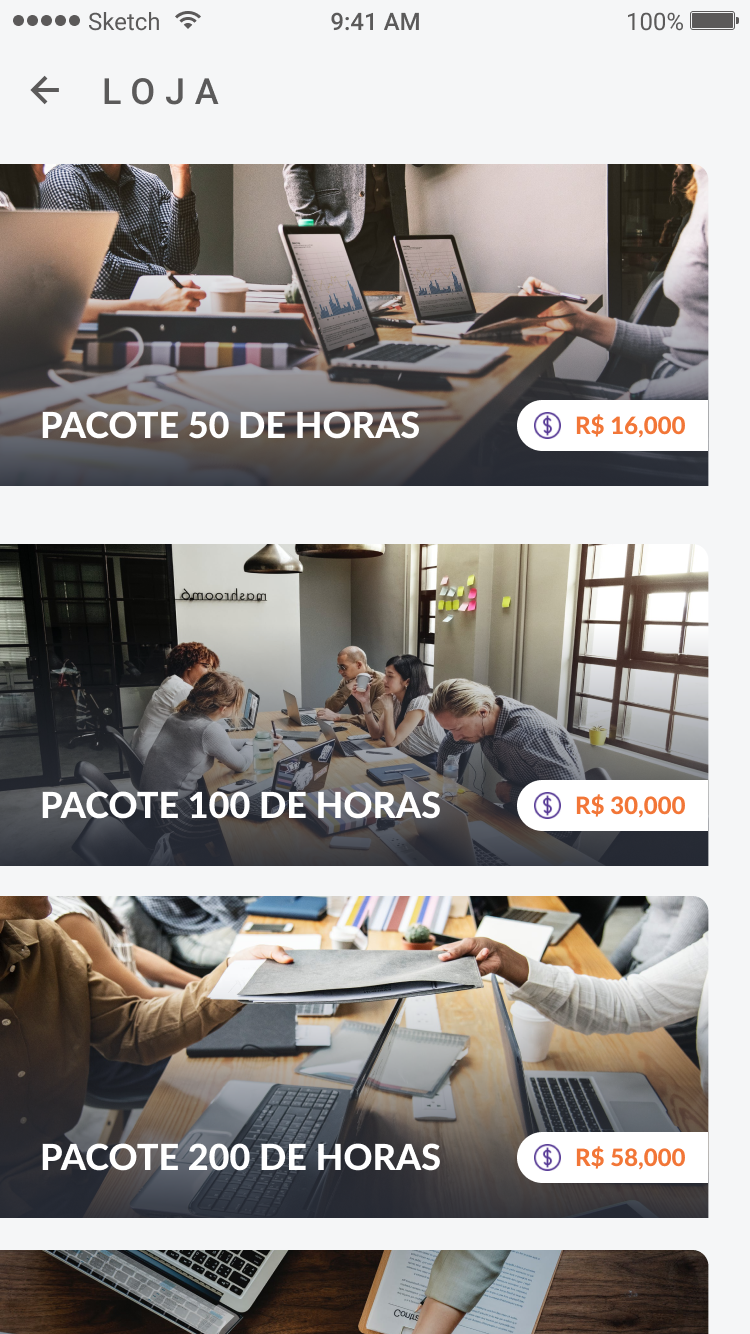 Sketch 9:41 AM 100%
LOJA
PACOTE 50 DE HORAS
R$ 16,000
mashroom6
PACOTE 100 DE HORAS
R$ 30,000
PACOTE 200 DE HORAS
R$ 58,000